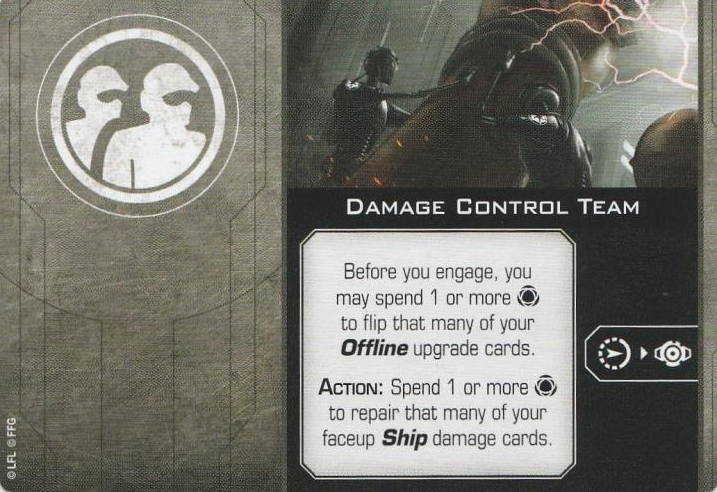 DAMAGE CONTROL TEAM
Before you engage, you
may spend 1 or more
to flip that many of your
Offline upgrade cards.
ACTION: Spend 1 or more
to repair that many of your
faceup Ship damage cards.
©LFL ©FFG